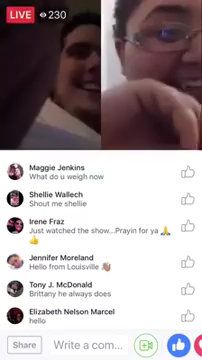 LIVE 230
Maggie Jenkins
What do u weigh now
Shellie Wallech
Shout me shellie
Irene Fraz
Just watched the show...Prayin for ya 🙏
👍
Jennifer Moreland
Hello from Louisville 👋🏽
Tony J. McDonald
Brittany he always does
Elizabeth Nelson Marcel
hello
Share Write a com...